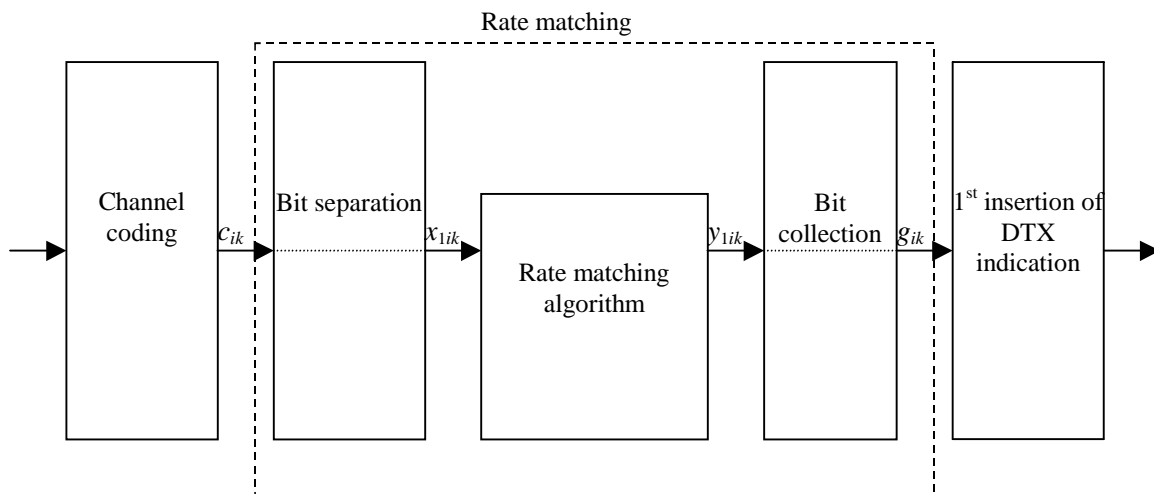 Rate matching
Channel
coding
c_ik
Bit separation
x_1ik
Rate matching
algorithm
y_1ik
Bit
collection
g_ik
1st insertion of
DTX
indication